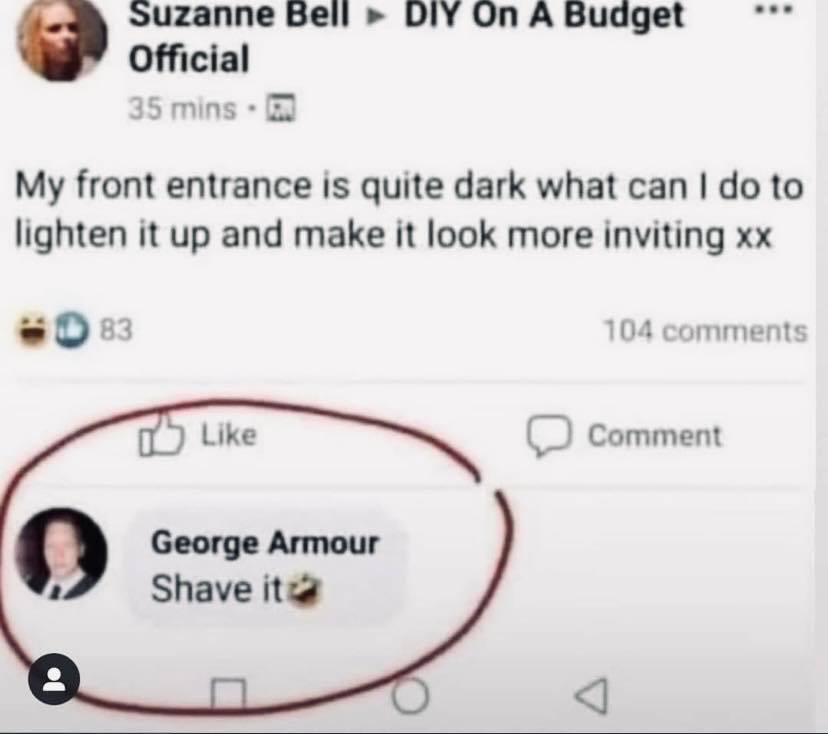 Suzanne Bell ▸ DIY On A Budget
Official
35 mins ·
My front entrance is quite dark what can I do to
lighten it up and make it look more inviting xx
83
104 comments
Like
Comment
George Armour
Shave it🤣